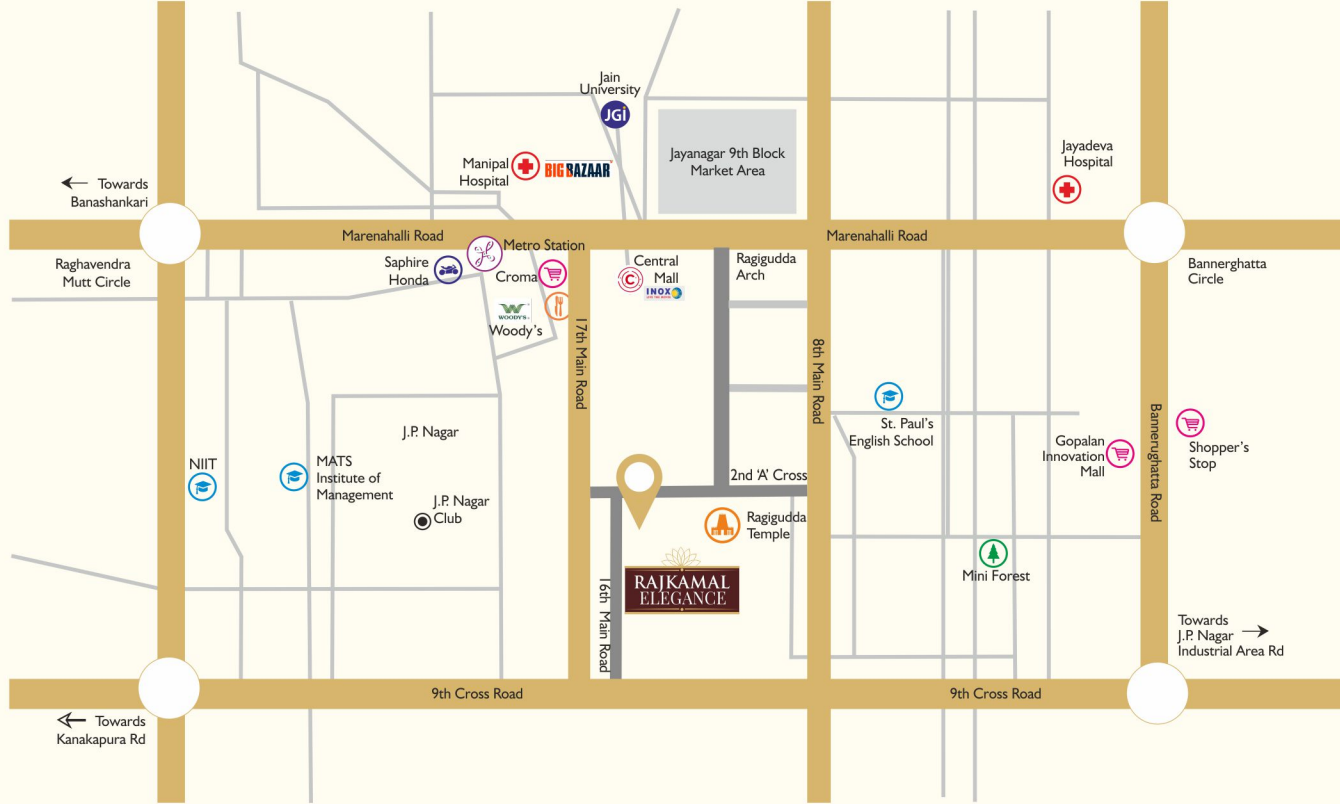 Jain
University
JGi
Manipal
Hospital
BIG BAZAAR
Jayanagar 9th Block
Market Area
Jayadeva
Hospital
Towards
Banashankari
Marenahalli Road
Marenahalli Road
Raghavendra
Mutt Circle
Saphire
Honda
Metro Station
Croma
WOODY'S
Woody's
Central
Mall
C
INOX
LIVE THE MOVIE
Ragigudda
Arch
Bannerghatta
Circle
17th Main Road
8th Main Road
St. Paul's
English School
Gopalan
Innovation
Mall
Bannerughatta Road
Shopper's
Stop
J.P. Nagar
NIIT
MATS
Institute of
Management
J.P. Nagar
Club
2nd 'A' Cross
Ragigudda
Temple
Mini Forest
RAJKAMAL
ELEGANCE
16th Main Road
Towards
J.P. Nagar
Industrial Area Rd
9th Cross Road
9th Cross Road
Towards
Kanakapura Rd